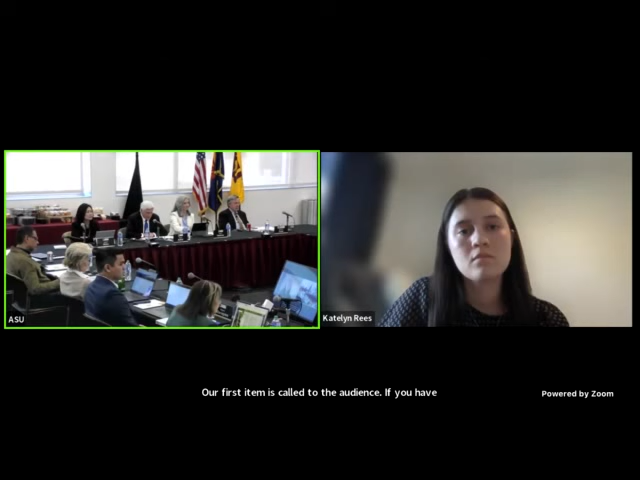 ASU
Katelyn Rees
Our first item is called to the audience. If you have
Powered by Zoom